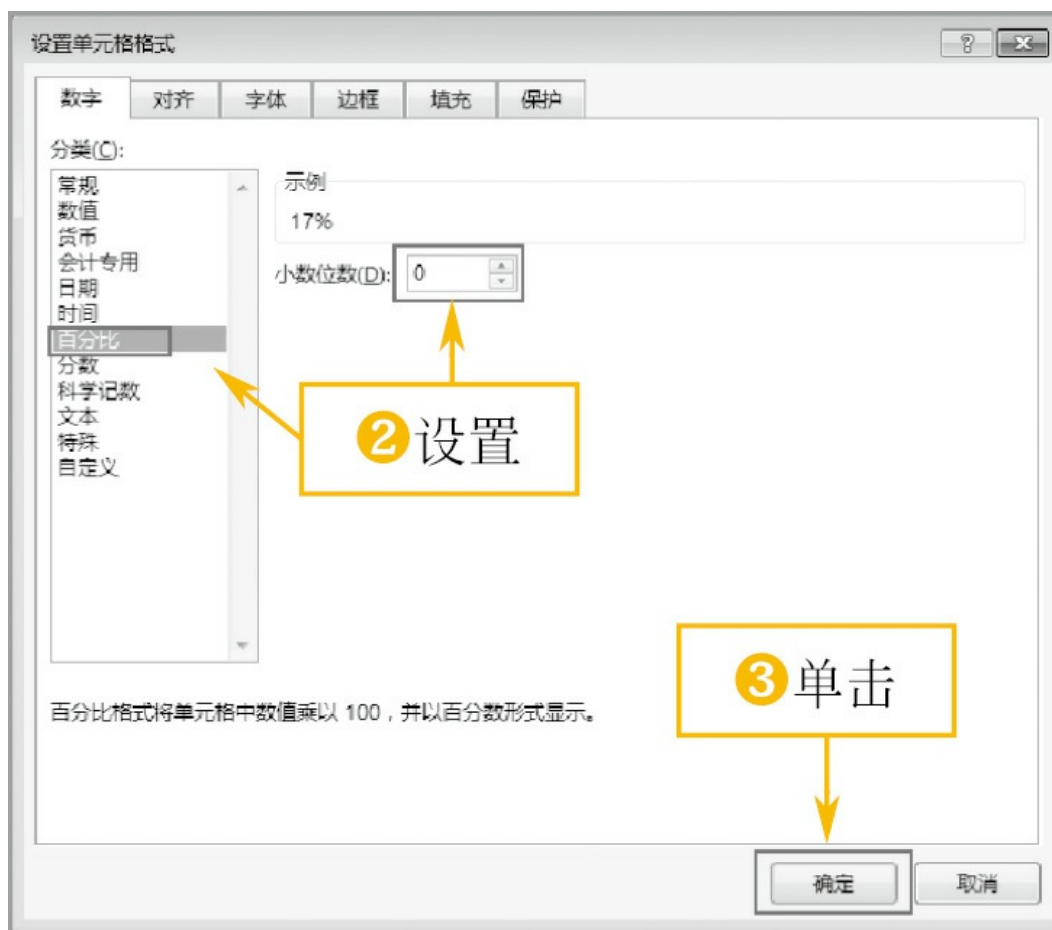 设置单元格格式
数字 对齐 字体 边框 填充 保护
分类(C):
常规
数值
货币
会计专用
日期
时间
百分比
分数
科学记数
文本
特殊
自定义
示例
17%
小数位数(D): 0
❷设置
❸单击
百分比格式将单元格中数值乘以 100，并以百分数形式显示。
确定 取消